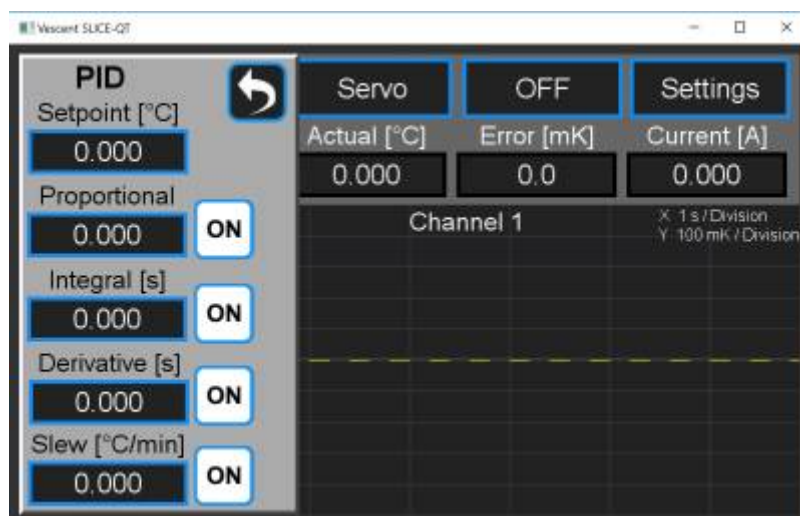 Vescent SLICE-QT
PID
Setpoint [°C]
0.000
Proportional
0.000 ON
Integral [s]
0.000 ON
Derivative [s]
0.000 ON
Slew [°C/min]
0.000 ON
Servo OFF Settings
Actual [°C] Error [mK] Current [A]
0.000 0.0 0.000
Channel 1
X 1 s / Division
Y 100 mK / Division